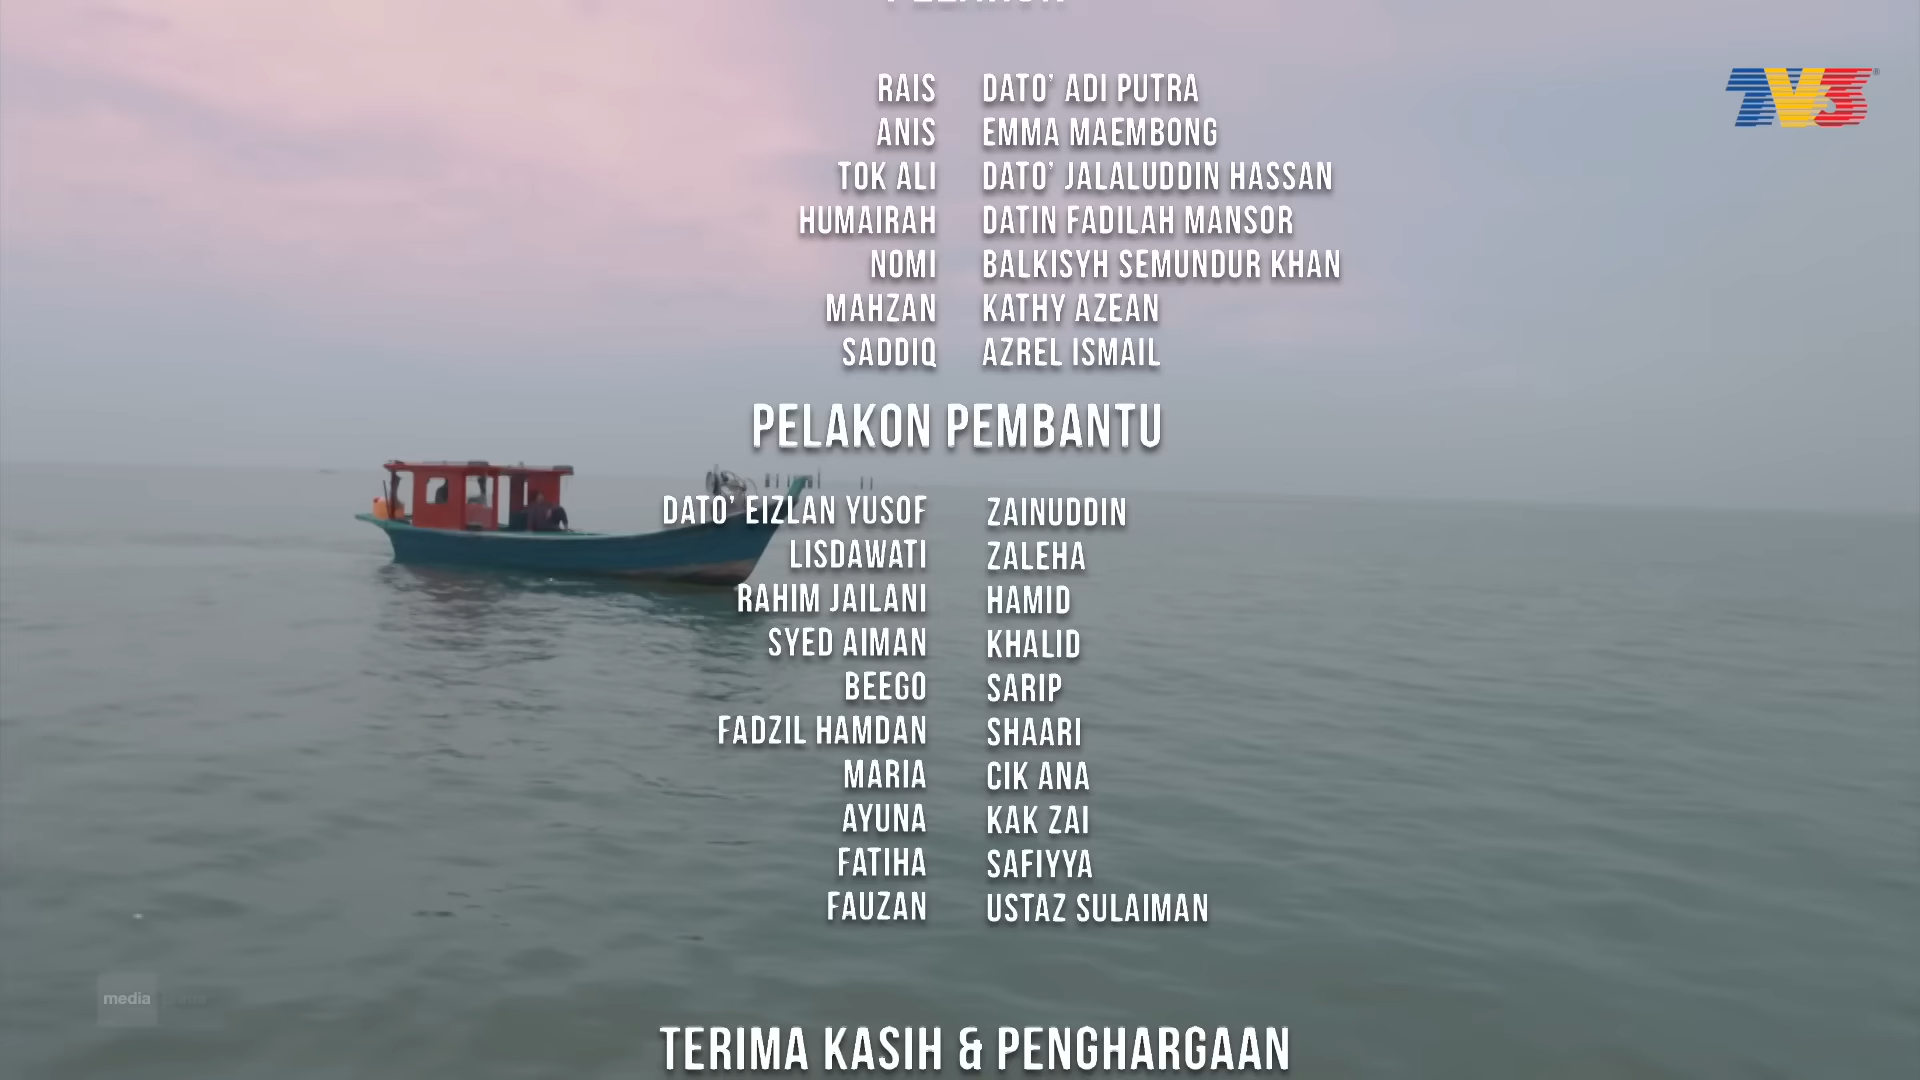 PELAKON
RAIS DATO' ADI PUTRA
ANIS EMMA MAEMBONG
TOK ALI DATO' JALALUDDIN HASSAN
HUMAIRAH DATIN FADILAH MANSOR
NOMI BALKISYH SEMUNDUR KHAN
MAHZAN KATHY AZEAN
SADDIQ AZREL ISMAIL
PELAKON PEMBANTU
DATO' EIZLAN YUSOF ZAINUDDIN
LISDAWATI ZALEHA
RAHIM JAILANI HAMID
SYED AIMAN KHALID
BEEGO SARIP
FADZIL HAMDAN SHAARI
MARIA CIK ANA
AYUNA KAK ZAI
FATIHA SAFIYYA
FAUZAN USTAZ SULAIMAN
TERIMA KASIH & PENGHARGAAN
TV3
media